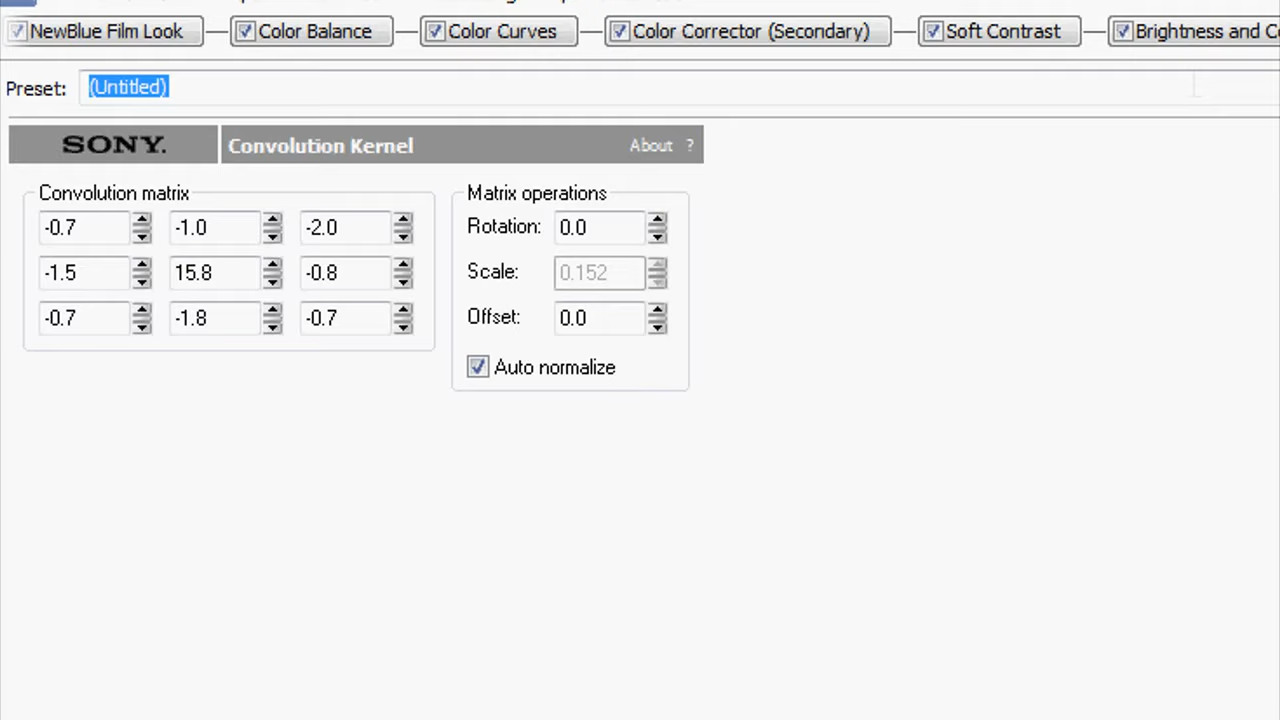 NewBlue Film Look Color Balance Color Curves Color Corrector (Secondary) Soft Contrast Brightness and
Preset: (Untitled)
SONY. Convolution Kernel About ?
Convolution matrix Matrix operations
-0.7 -1.0 -2.0 Rotation: 0.0
-1.5 15.8 -0.8 Scale: 0.152
-0.7 -1.8 -0.7 Offset: 0.0
Auto normalize